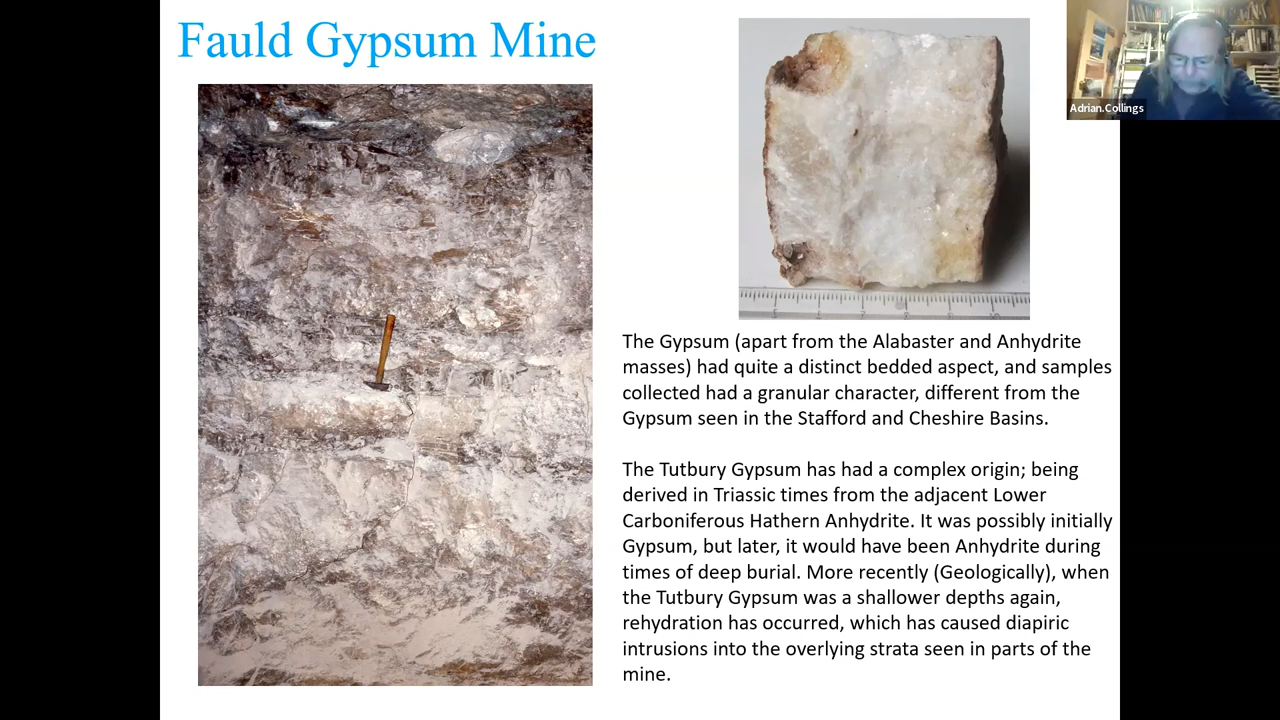 Fauld Gypsum Mine
Adrian.Collings
The Gypsum (apart from the Alabaster and Anhydrite
masses) had quite a distinct bedded aspect, and samples
collected had a granular character, different from the
Gypsum seen in the Stafford and Cheshire Basins.
The Tutbury Gypsum has had a complex origin; being
derived in Triassic times from the adjacent Lower
Carboniferous Hathern Anhydrite. It was possibly initially
Gypsum, but later, it would have been Anhydrite during
times of deep burial. More recently (Geologically), when
the Tutbury Gypsum was a shallower depths again,
rehydration has occurred, which has caused diapiric
intrusions into the overlying strata seen in parts of the
mine.